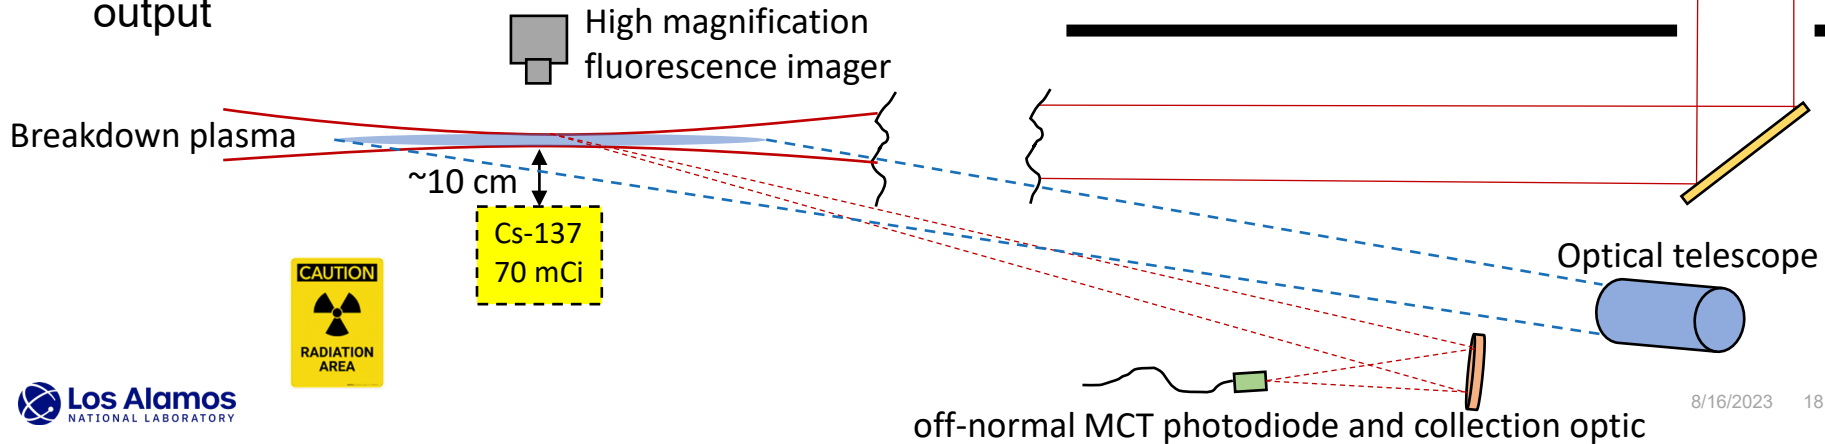 output
High magnification
fluorescence imager
Breakdown plasma
~10 cm
Cs-137
70 mCi
Optical telescope
CAUTION
RADIATION
AREA
Los Alamos
NATIONAL LABORATORY
off-normal MCT photodiode and collection optic
8/16/2023 18